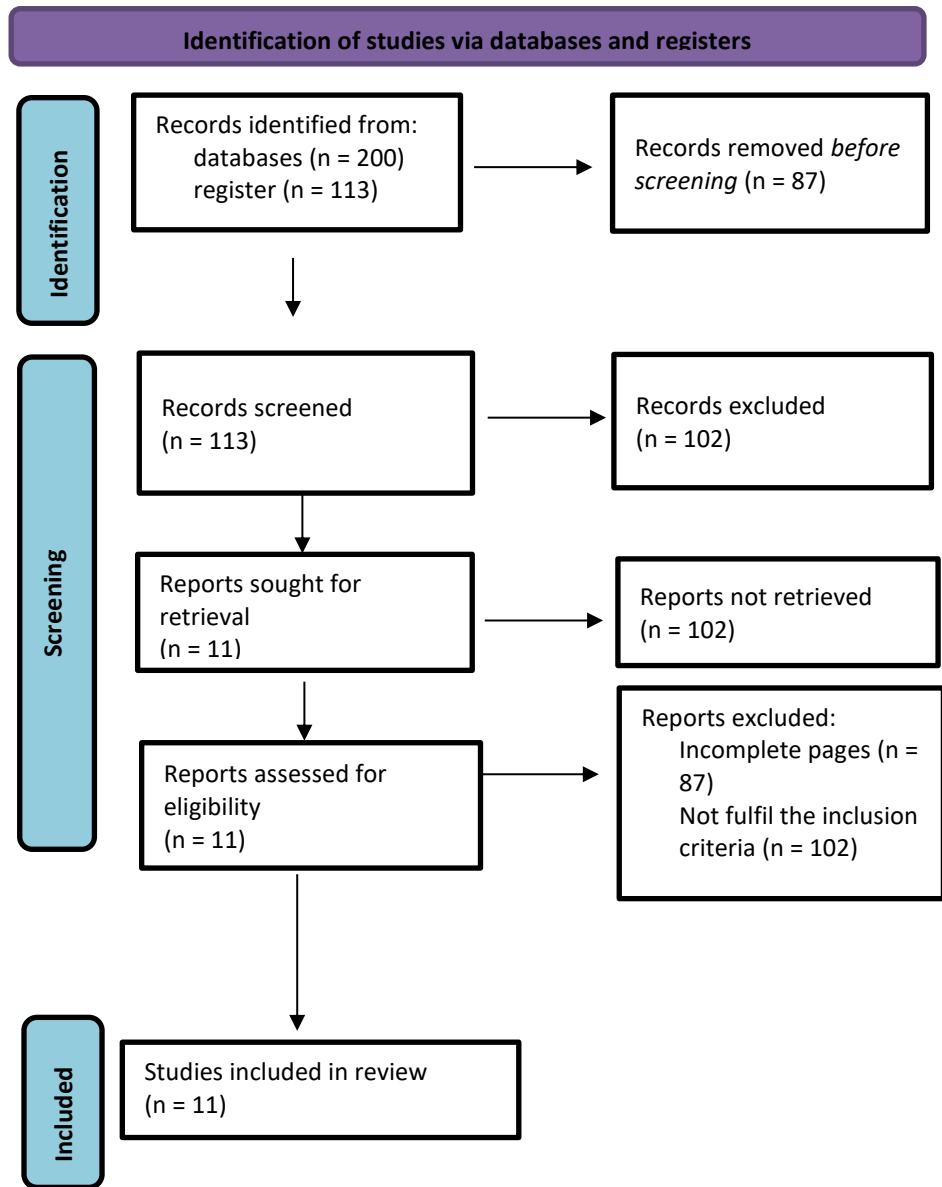 Identification of studies via databases and registers
Identification
Records identified from:
databases (n = 200)
register (n = 113)
Records removed before
screening (n = 87)
Screening
Records screened
(n = 113)
Records excluded
(n = 102)
Reports sought for
retrieval
(n = 11)
Reports not retrieved
(n = 102)
Reports assessed for
eligibility
(n = 11)
Reports excluded:
Incomplete pages (n =
87)
Not fulfil the inclusion
criteria (n = 102)
Included
Studies included in review
(n = 11)